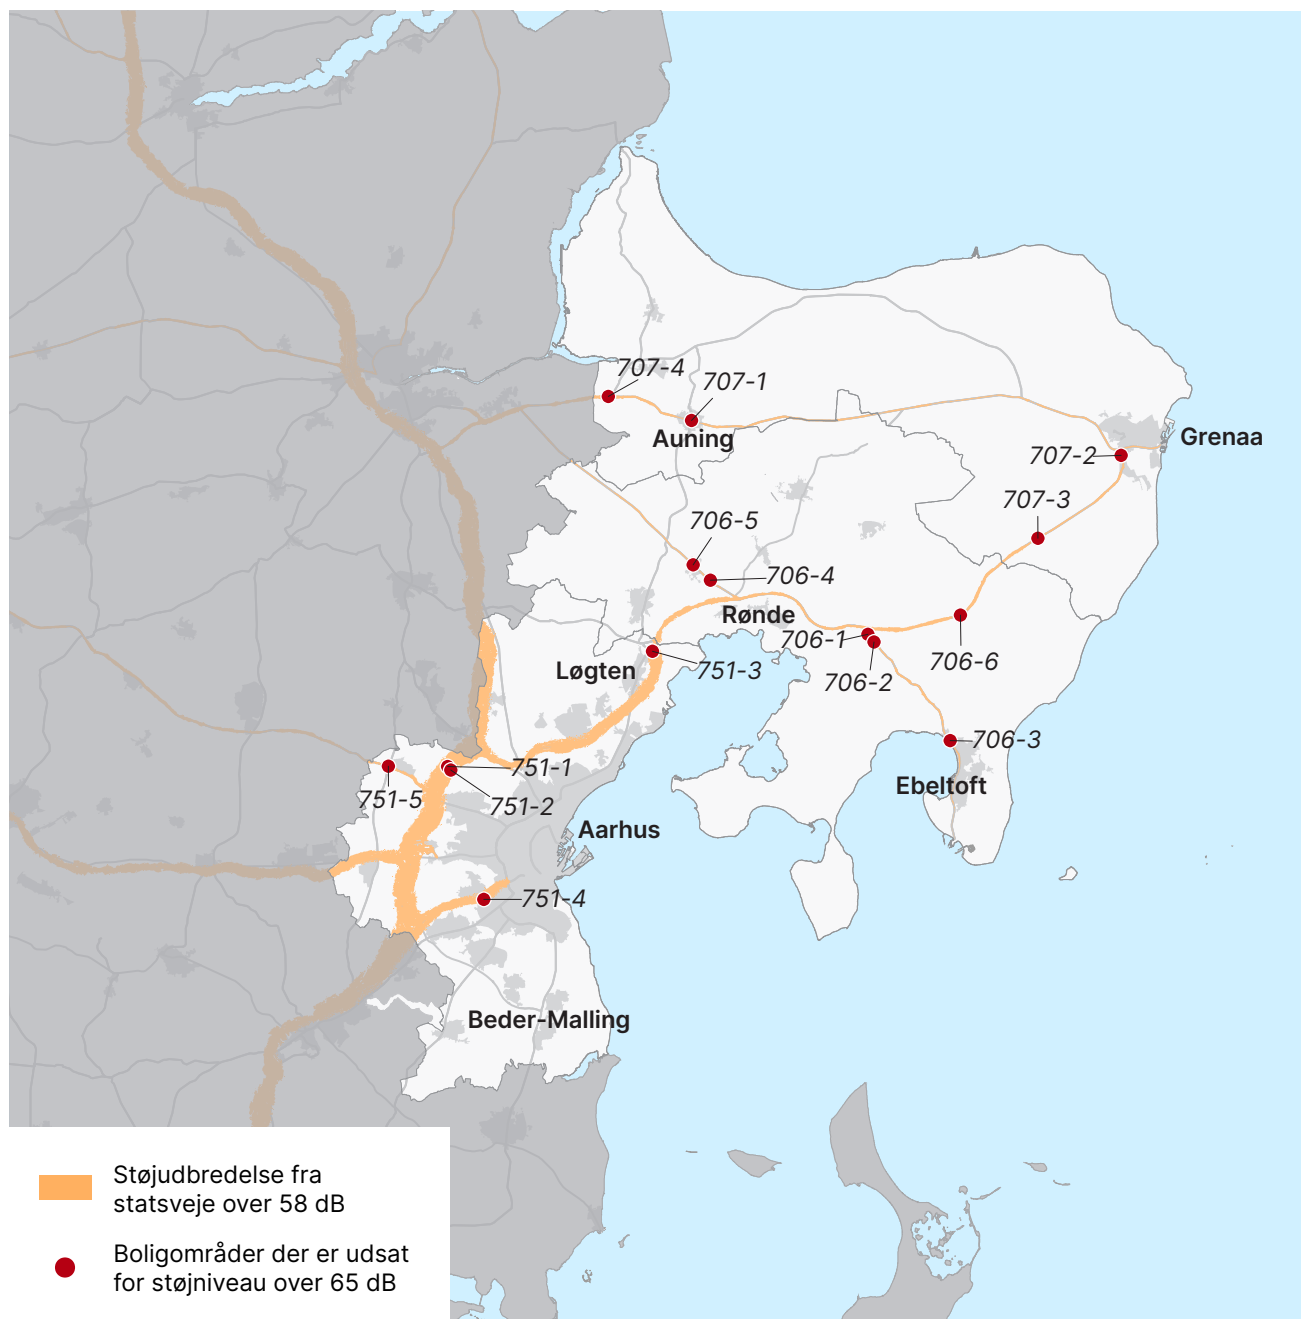 707-4
707-1
Auning
Grenaa
707-2
707-3
706-5
706-4
Rønde
706-1
706-6
Løgten
751-3
706-2
706-3
751-1
Ebeltoft
751-5
751-2
Aarhus
751-4
Beder-Malling
Støjudbredelse fra
statsveje over 58 dB
Boligområder der er udsat
for støjniveau over 65 dB